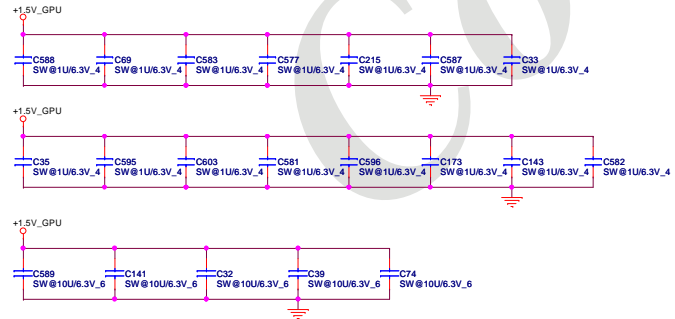 +1.5V_GPU
C588 C69 C583 C577 C215 C587 C33
SW@1U/6.3V_4 SW@1U/6.3V_4 SW@1U/6.3V_4 SW@1U/6.3V_4 SW@1U/6.3V_4 SW@1U/6.3V_4 SW@1U/6.3V_4
+1.5V_GPU
C35 C595 C603 C581 C596 C173 C143 C582
SW@1U/6.3V_4 SW@1U/6.3V_4 SW@1U/6.3V_4 SW@1U/6.3V_4 SW@1U/6.3V_4 SW@1U/6.3V_4 SW@1U/6.3V_4 SW@1U/6.3V_4
+1.5V_GPU
C589 C141 C32 C39 C74
SW@10U/6.3V_6 SW@10U/6.3V_6 SW@10U/6.3V_6 SW@10U/6.3V_6 SW@10U/6.3V_6